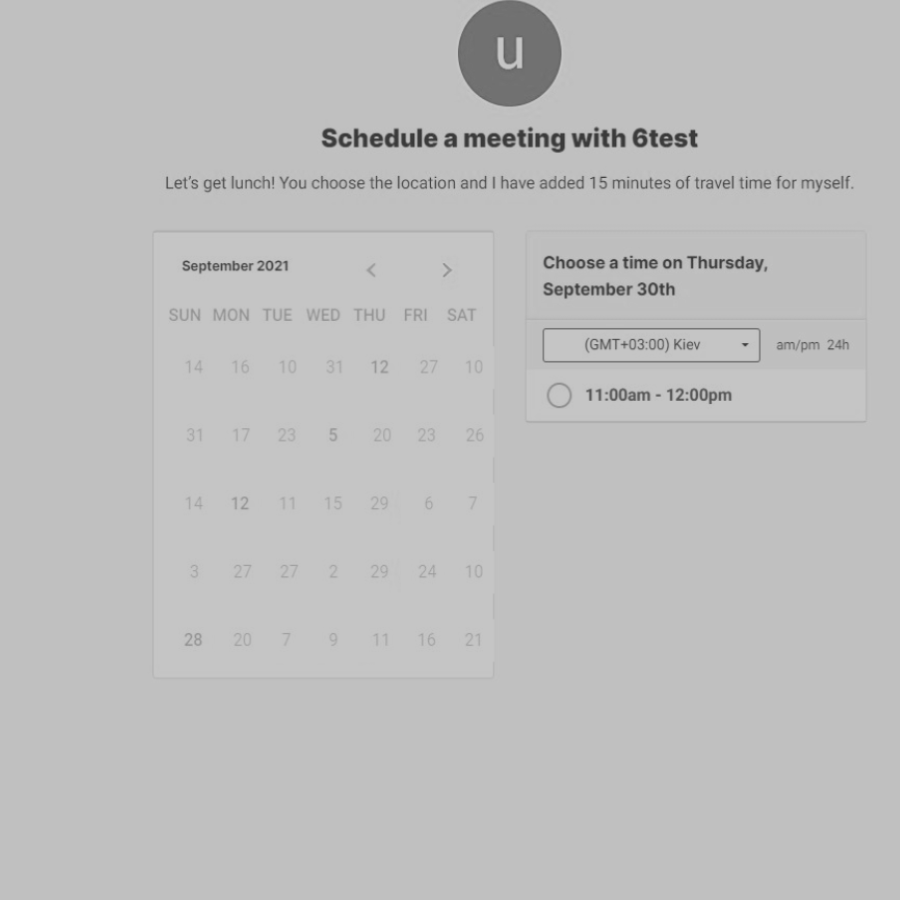 u
Schedule a meeting with 6test
Let's get lunch! You choose the location and I have added 15 minutes of travel time for myself.
September 2021
SUN MON TUE WED THU FRI SAT
14 16 10 31 12 27 10
31 17 23 5 20 23 26
14 12 11 15 29 6 7
3 27 27 2 29 24 10
28 20 7 9 11 16 21
Choose a time on Thursday,
September 30th
(GMT+03:00) Kiev am/pm 24h
11:00am - 12:00pm